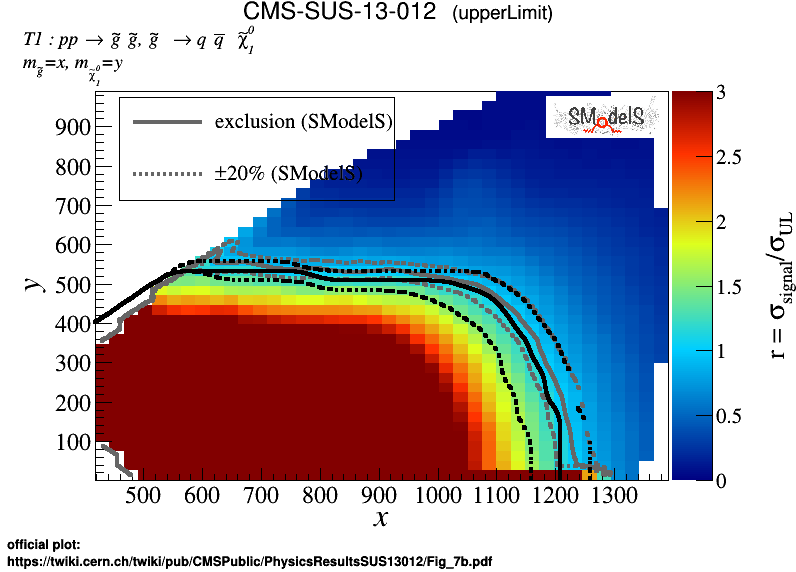 CMS-SUS-13-012 (upperLimit)
T1 : pp → g̃ g̃, g̃ → q q̅ χ̃₁⁰
m_g̃=x, m_χ̃₁⁰=y
exclusion (SModelS)
±20% (SModelS)
SModelS
900
800
700
600
500
400
300
200
100
y
500 600 700 800 900 1000 1100 1200 1300
x
3
2.5
2
1.5
1
0.5
0
r = σ_signal/σ_UL
official plot:
https://twiki.cern.ch/twiki/pub/CMSPublic/PhysicsResultsSUS13012/Fig_7b.pdf